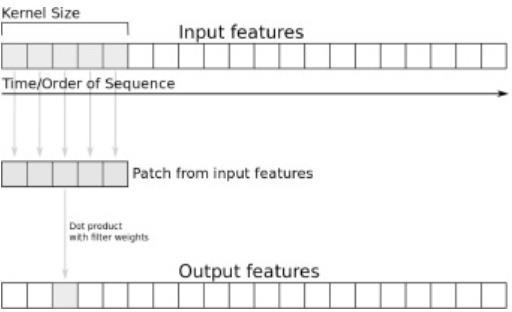 Kernel Size
Input features
Time/Order of Sequence
Patch from input features
Dot product
with filter weights
Output features